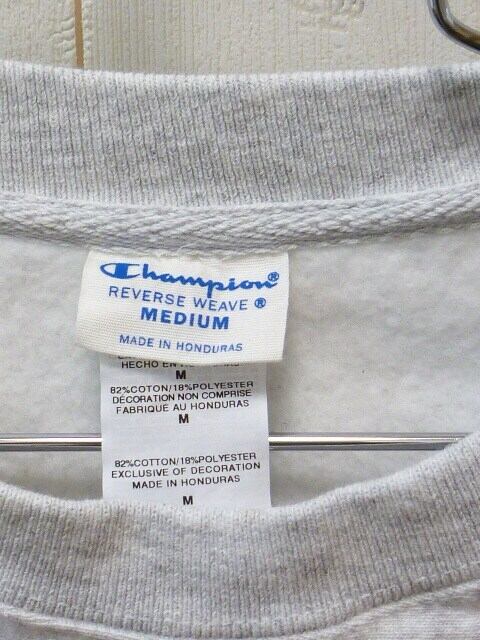 Champion®
REVERSE WEAVE ®
MEDIUM
MADE IN HONDURAS
HECHO EN
M
82%COTON/18%POLYESTER
DÉCORATION NON COMPRISE
FABRIQUÉ AU HONDURAS
M
82%COTTON/18%POLYESTER
EXCLUSIVE OF DECORATION
MADE IN HONDURAS
M